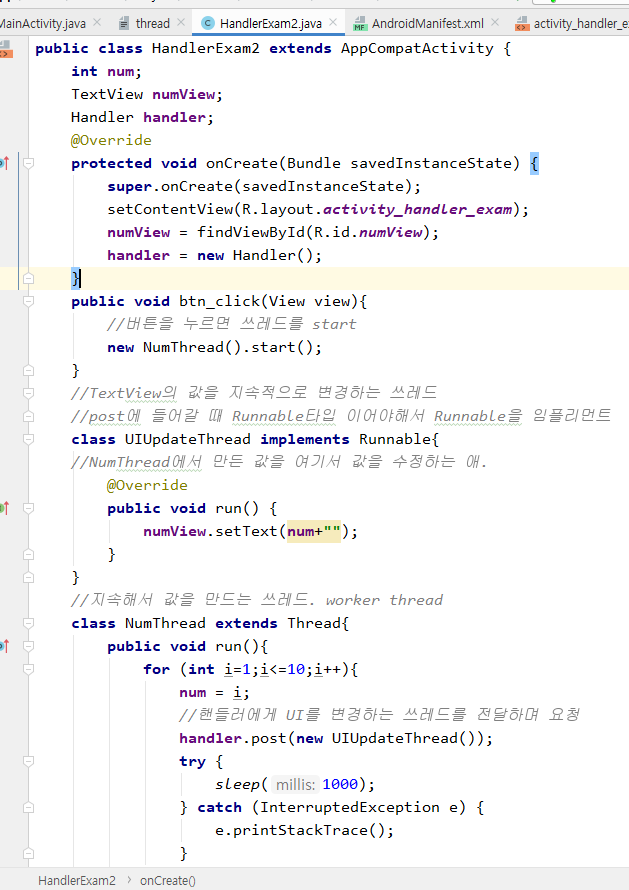 MainActivity.java
thread
HandlerExam2.java
AndroidManifest.xml
activity_handler_e
public class HandlerExam2 extends AppCompatActivity {
int num;
TextView numView;
Handler handler;
@Override
protected void onCreate(Bundle savedInstanceState) {
super.onCreate(savedInstanceState);
setContentView(R.layout.activity_handler_exam);
numView = findViewById(R.id.numView);
handler = new Handler();
}
public void btn_click(View view){
//버튼을 누르면 쓰레드를 start
new NumThread().start();
}
//TextView의 값을 지속적으로 변경하는 쓰레드
//post에 들어갈 때 Runnable타입 이어야해서 Runnable을 임플리먼트
class UIUpdateThread implements Runnable{
//NumThread에서 만든 값을 여기서 값을 수정하는 애.
@Override
public void run() {
numView.setText(num+"");
}
}
//지속해서 값을 만드는 쓰레드. worker thread
class NumThread extends Thread{
public void run(){
for (int i=1;i<=10;i++){
num = i;
//핸들러에게 UI를 변경하는 쓰레드를 전달하며 요청
handler.post(new UIUpdateThread());
try {
sleep( millis: 1000);
} catch (InterruptedException e) {
e.printStackTrace();
}
HandlerExam2 > onCreate()